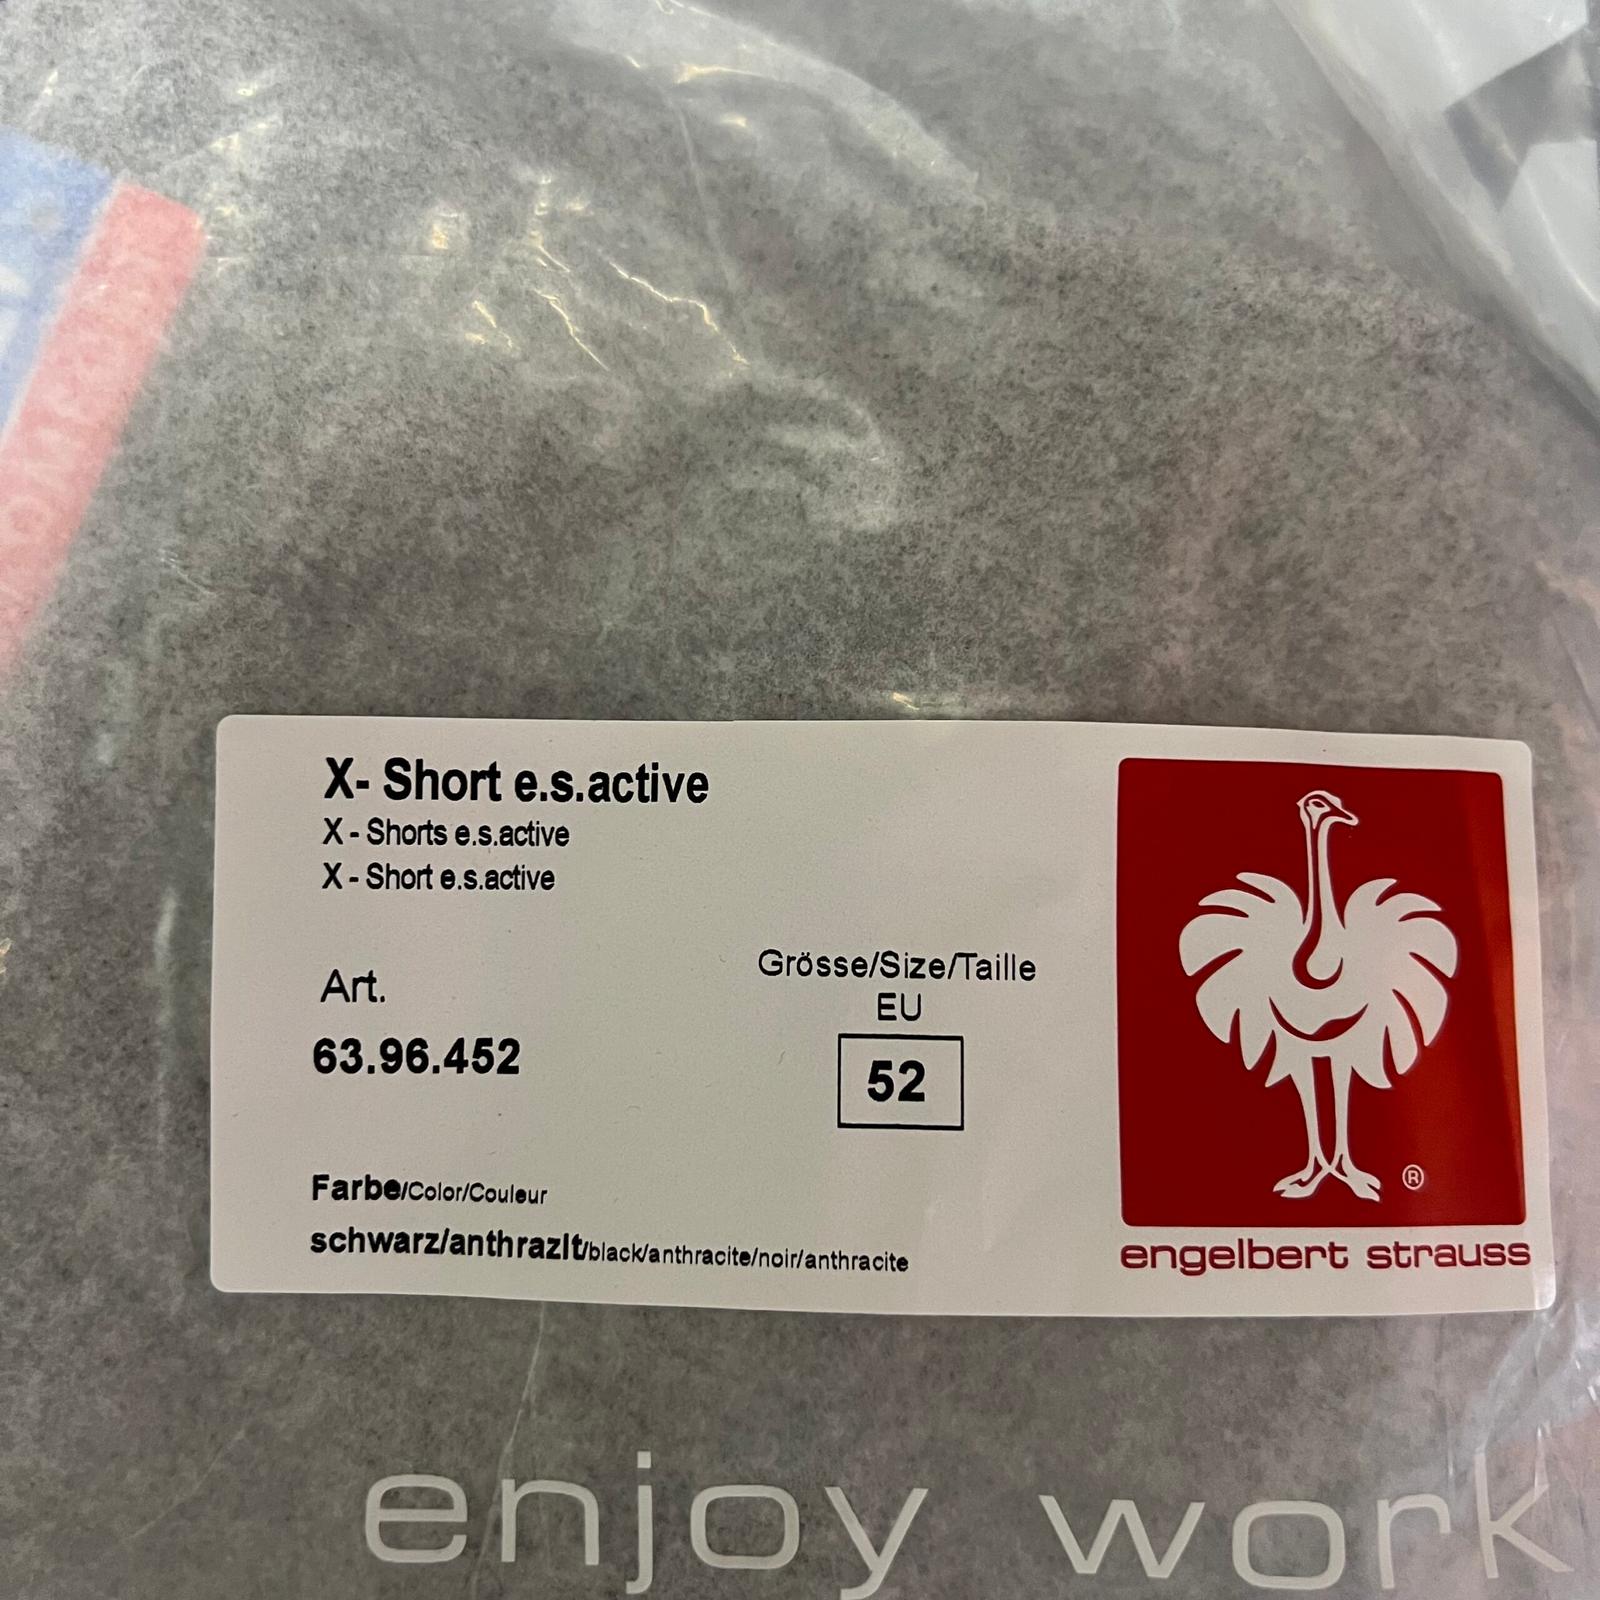 X- Short e.s.active
X - Shorts e.s.active
X - Short e.s.active
Art.
63.96.452
Grösse/Size/Taille
EU
52
Farbe/Color/Couleur
schwarz/anthrazIt/black/anthracite/noir/anthracite
®
engelbert strauss
enjoy work